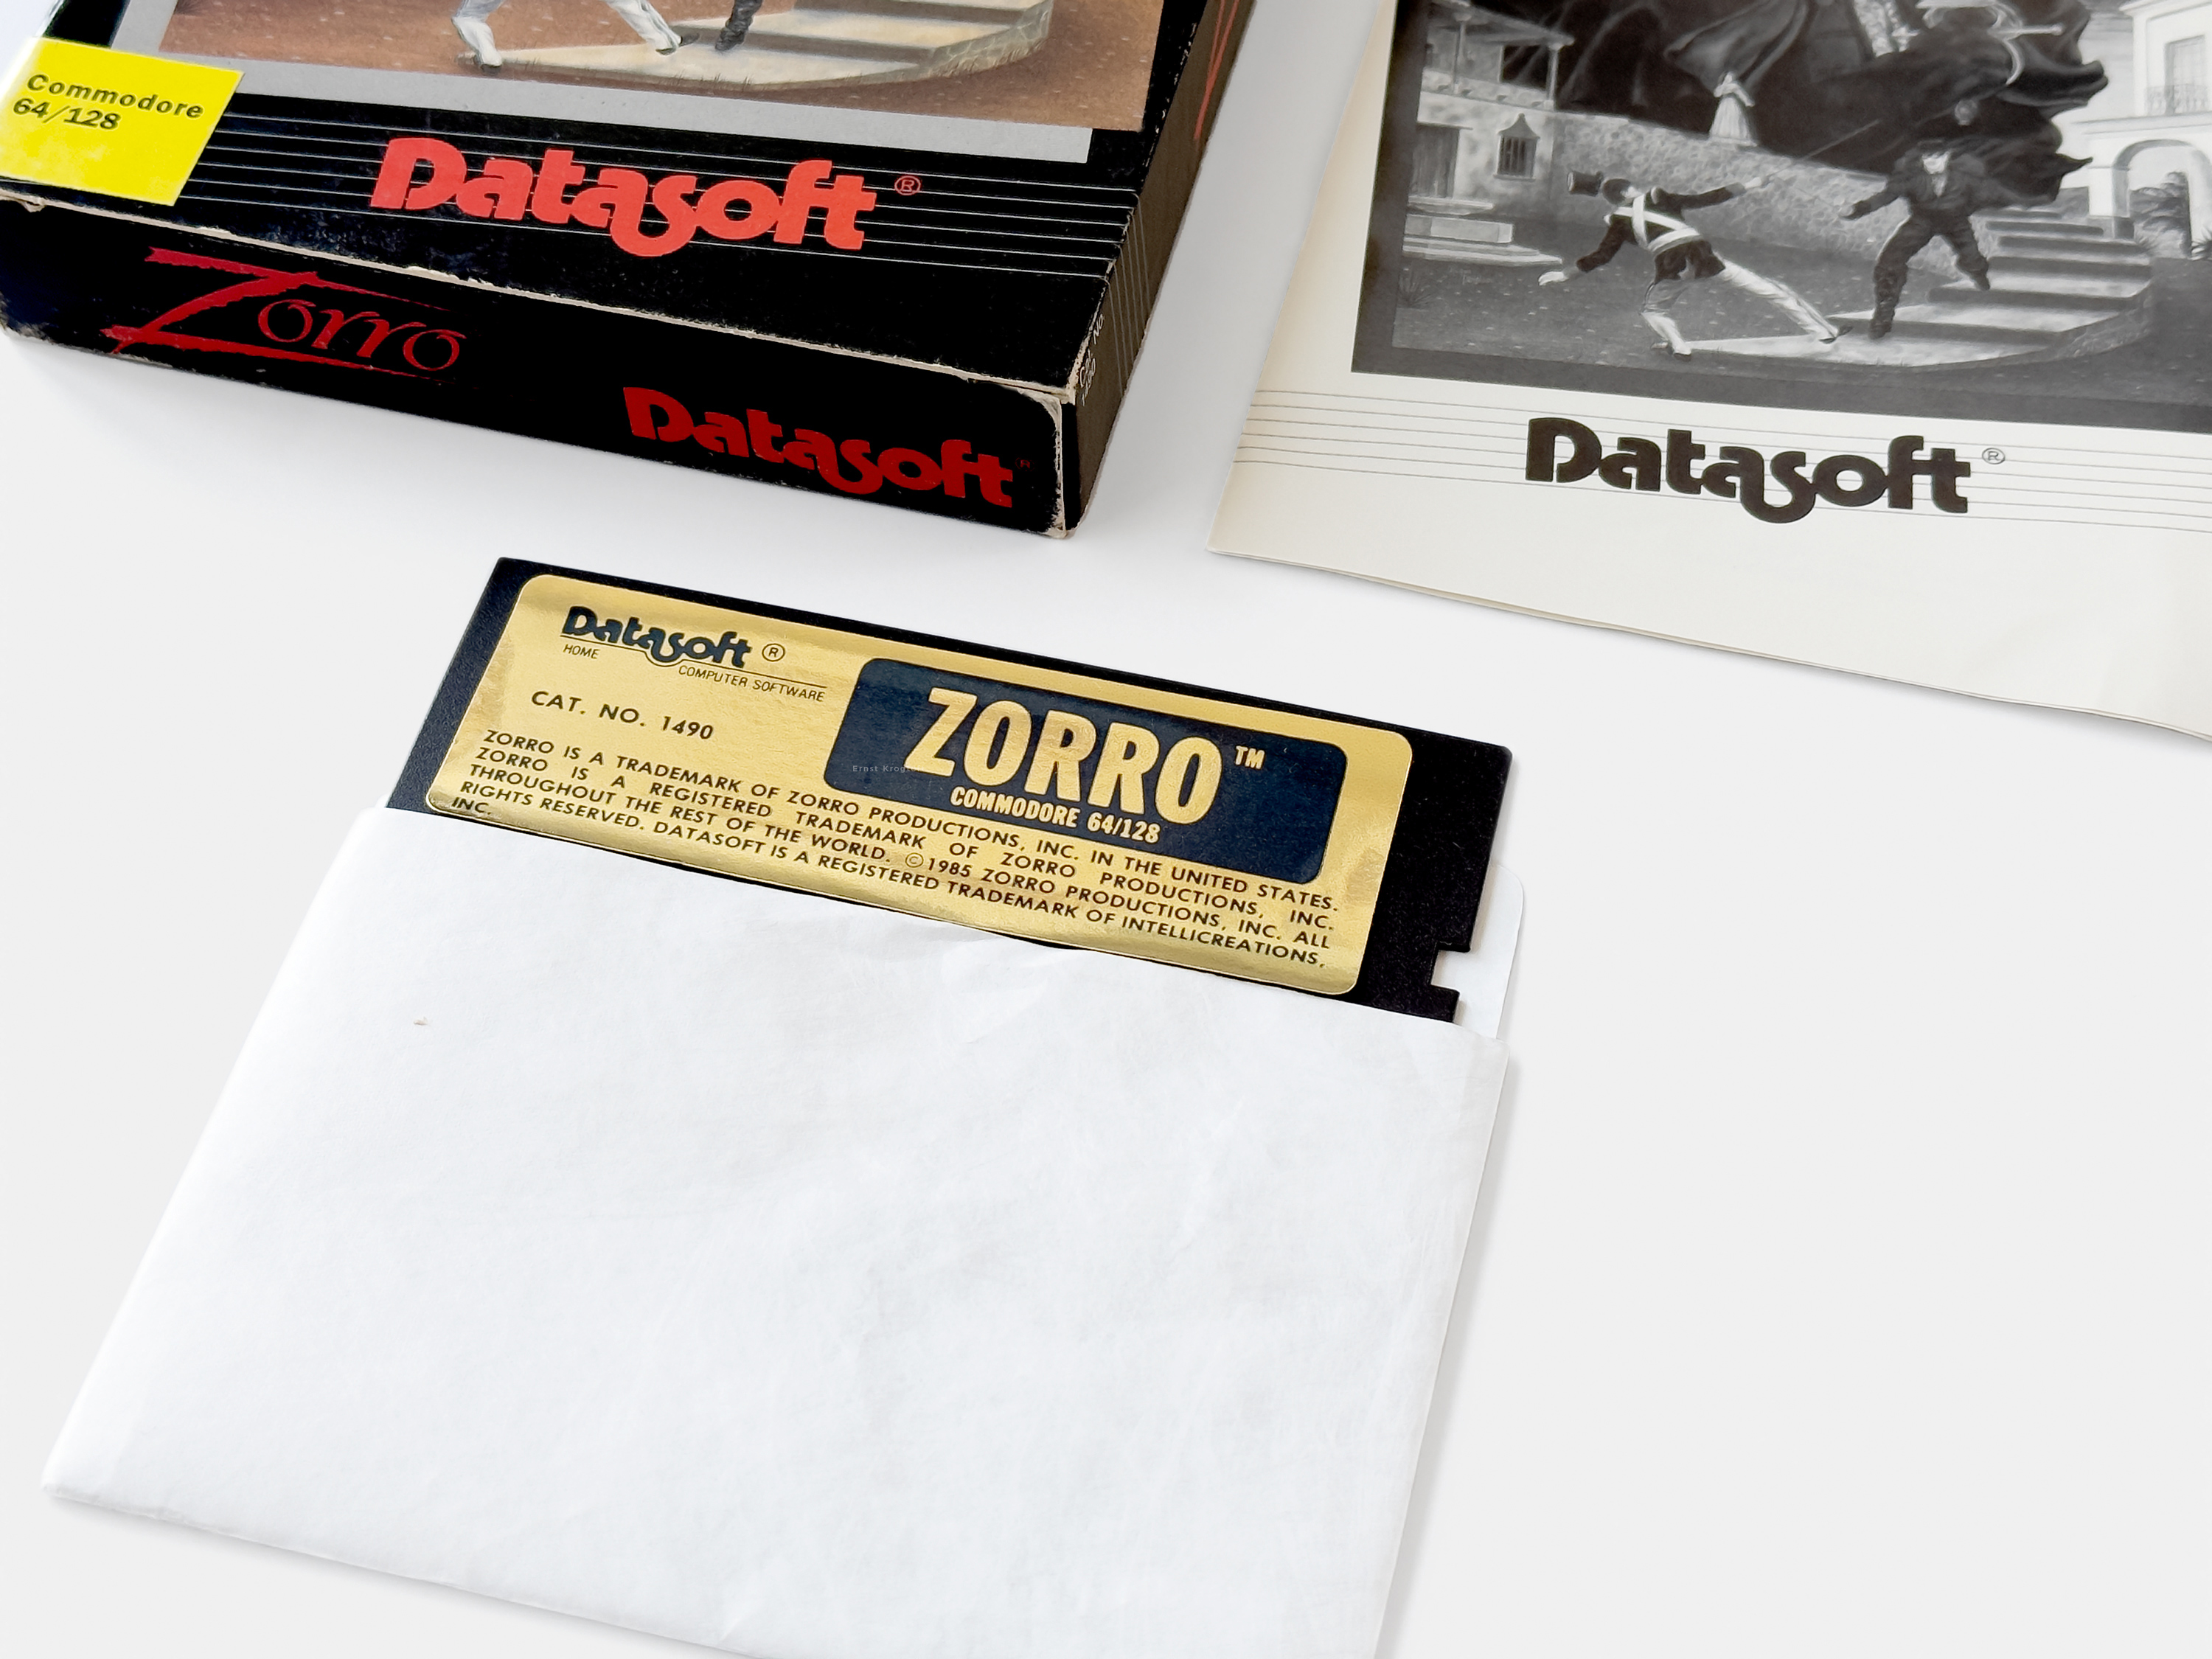 Commodore
64/128
Datasoft®
Zorro
Datasoft®
Datasoft®
Datasoft ®
HOME
COMPUTER SOFTWARE
CAT. NO. 1490
ZORRO™
COMMODORE 64/128
ZORRO IS A TRADEMARK OF ZORRO PRODUCTIONS, INC. IN THE UNITED STATES.
ZORRO IS A REGISTERED TRADEMARK OF ZORRO PRODUCTIONS, INC.
THROUGHOUT THE REST OF THE WORLD. ©1985 ZORRO PRODUCTIONS, INC. ALL
RIGHTS RESERVED. DATASOFT IS A REGISTERED TRADEMARK OF INTELLICREATIONS,
INC.